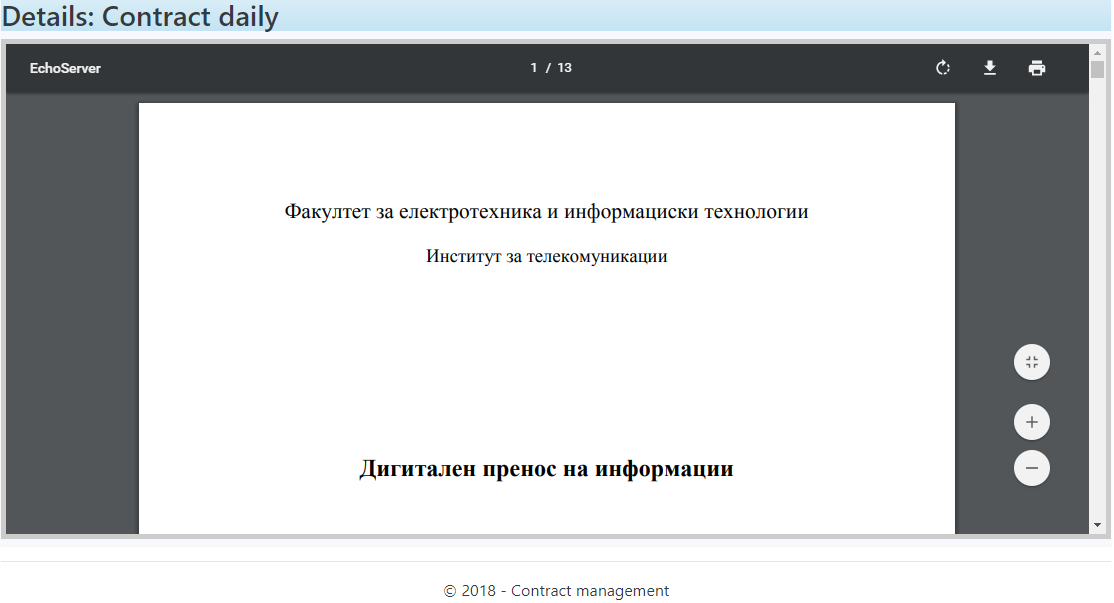 Details: Contract daily
EchoServer
1 / 13
Факултет за електротехника и информациски технологии
Институт за телекомуникации
Дигитален пренос на информации
© 2018 - Contract management